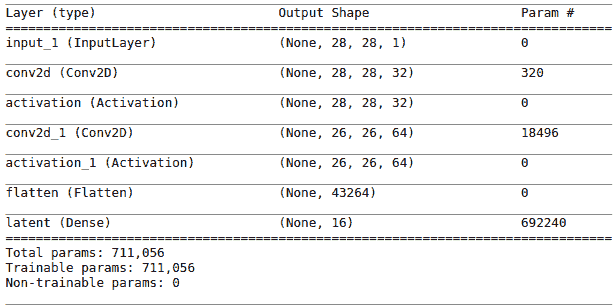 Layer (type) Output Shape Param #
input_1 (InputLayer) (None, 28, 28, 1) 0
conv2d (Conv2D) (None, 28, 28, 32) 320
activation (Activation) (None, 28, 28, 32) 0
conv2d_1 (Conv2D) (None, 26, 26, 64) 18496
activation_1 (Activation) (None, 26, 26, 64) 0
flatten (Flatten) (None, 43264) 0
latent (Dense) (None, 16) 692240
Total params: 711,056
Trainable params: 711,056
Non-trainable params: 0